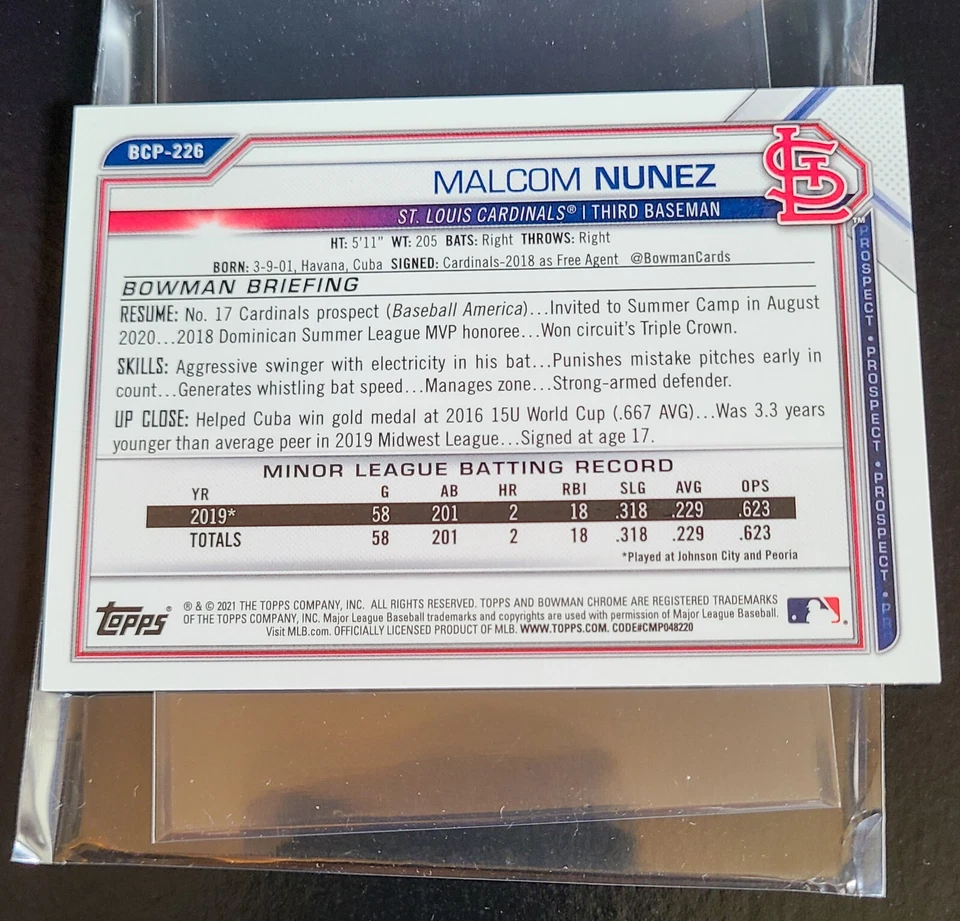 BCP-226
MALCOM NUNEZ
STL
TM
ST. LOUIS CARDINALS® | THIRD BASEMAN
HT: 5'11" WT: 205 BATS: Right THROWS: Right
BORN: 3-9-01, Havana, Cuba SIGNED: Cardinals-2018 as Free Agent @BowmanCards
BOWMAN BRIEFING
RESUME: No. 17 Cardinals prospect (Baseball America)...Invited to Summer Camp in August
2020...2018 Dominican Summer League MVP honoree...Won circuit's Triple Crown.
SKILLS: Aggressive swinger with electricity in his bat...Punishes mistake pitches early in
count...Generates whistling bat speed...Manages zone...Strong-armed defender.
UP CLOSE: Helped Cuba win gold medal at 2016 15U World Cup (.667 AVG)...Was 3.3 years
younger than average peer in 2019 Midwest League...Signed at age 17.
MINOR LEAGUE BATTING RECORD
YR G AB HR RBI SLG AVG OPS
2019* 58 201 2 18 .318 .229 .623
TOTALS 58 201 2 18 .318 .229 .623
*Played at Johnson City and Peoria
PROSPECT • PROSPECT • PROSPECT • PR
Topps®
® & © 2021 THE TOPPS COMPANY, INC. ALL RIGHTS RESERVED. TOPPS AND BOWMAN CHROME ARE REGISTERED TRADEMARKS
OF THE TOPPS COMPANY, INC. Major League Baseball trademarks and copyrights are used with permission of Major League Baseball.
Visit MLB.com. OFFICIALLY LICENSED PRODUCT OF MLB. WWW.TOPPS.COM. CODE#CMP048220